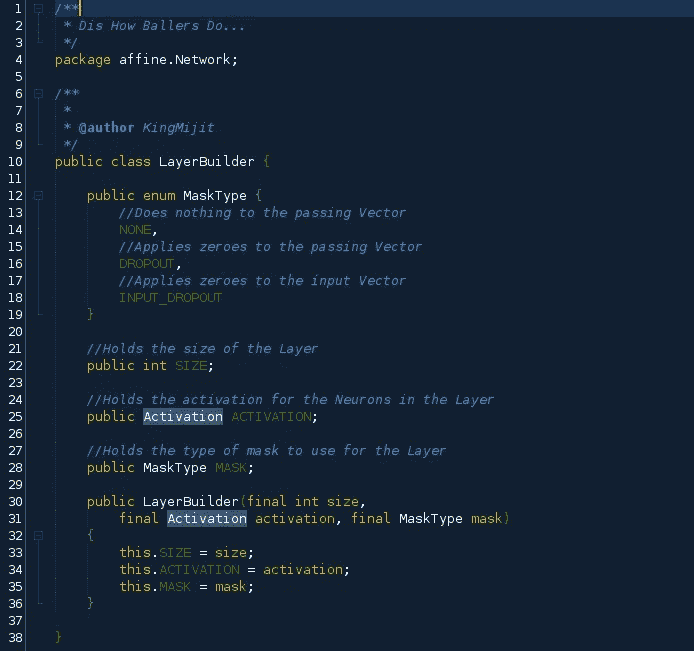 1 /**
2  * Dis How Ballers Do...
3  */
4 package affine.Network;
5
6 /**
7  *
8  * @author KingMijit
9  */
10 public class LayerBuilder {
11
12     public enum MaskType {
13         //Does nothing to the passing Vector
14         NONE,
15         //Applies zeroes to the passing Vector
16         DROPOUT,
17         //Applies zeroes to the input Vector
18         INPUT_DROPOUT
19     }
20
21     //Holds the size of the Layer
22     public int SIZE;
23
24     //Holds the activation for the Neurons in the Layer
25     public Activation ACTIVATION;
26
27     //Holds the type of mask to use for the Layer
28     public MaskType MASK;
29
30     public LayerBuilder(final int size,
31         final Activation activation, final MaskType mask)
32     {
33         this.SIZE = size;
34         this.ACTIVATION = activation;
35         this.MASK = mask;
36     }
37
38 }